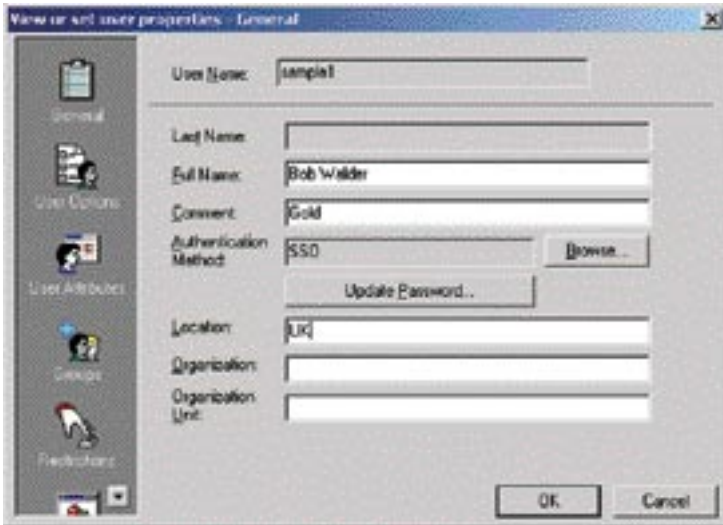 View or set user properties - General
User Name: sample1
General
Last Name:
Full Name: Bob Walder
Comment: Gold
User Options
Authentication Method: SSO Browse...
Update Password...
User Attributes
Location: UK
Organization:
Groups
Organization Unit:
Restrictions
OK Cancel